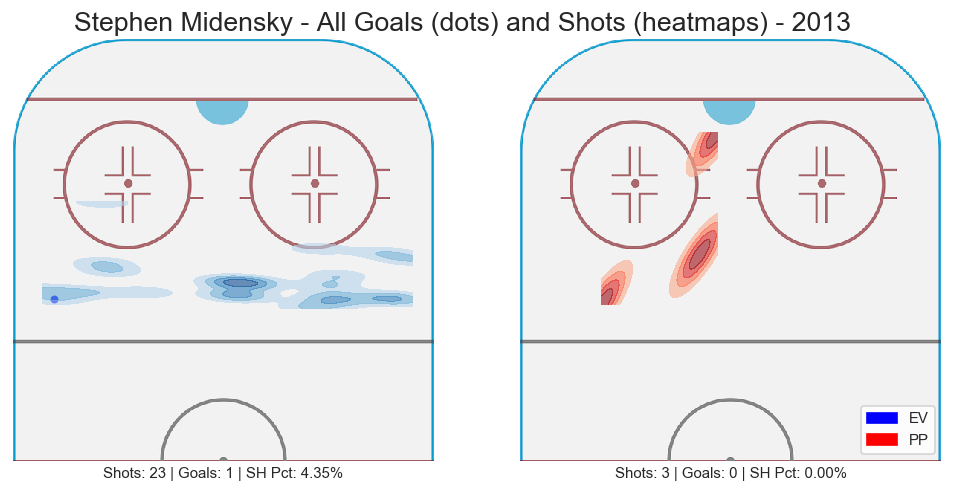 Stephen Midensky - All Goals (dots) and Shots (heatmaps) - 2013
EV
PP
Shots: 23 | Goals: 1 | SH Pct: 4.35%
Shots: 3 | Goals: 0 | SH Pct: 0.00%